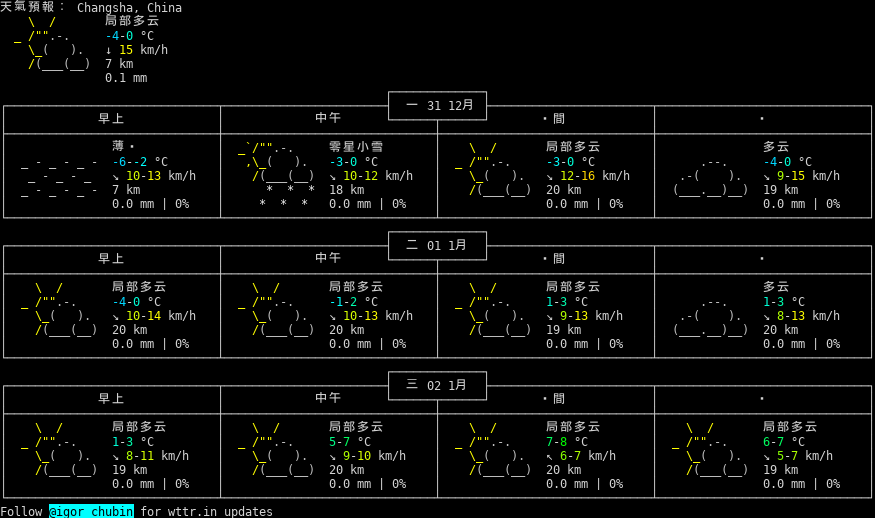 天氣預報： Changsha, China
局部多云
-4-0 °C
↓ 15 km/h
7 km
0.1 mm
一 31 12月
早上 中午 間
薄 零星小雪 局部多云 多云
-6--2 °C -3-0 °C -3-0 °C -4-0 °C
↘ 10-13 km/h ↘ 10-12 km/h ↘ 12-16 km/h ↘ 9-15 km/h
7 km 18 km 20 km 19 km
0.0 mm | 0% 0.0 mm | 0% 0.0 mm | 0% 0.0 mm | 0%
二 01 1月
早上 中午 間
局部多云 局部多云 局部多云 多云
-4-0 °C -1-2 °C 1-3 °C 1-3 °C
↘ 10-14 km/h ↘ 10-13 km/h ↘ 9-13 km/h ↘ 8-13 km/h
20 km 20 km 19 km 20 km
0.0 mm | 0% 0.0 mm | 0% 0.0 mm | 0% 0.0 mm | 0%
三 02 1月
早上 中午 間
局部多云 局部多云 局部多云 局部多云
1-3 °C 5-7 °C 7-8 °C 6-7 °C
↘ 8-11 km/h ↘ 9-10 km/h ↖ 6-7 km/h ↘ 5-7 km/h
19 km 20 km 20 km 19 km
0.0 mm | 0% 0.0 mm | 0% 0.0 mm | 0% 0.0 mm | 0%
Follow @igor_chubin for wttr.in updates